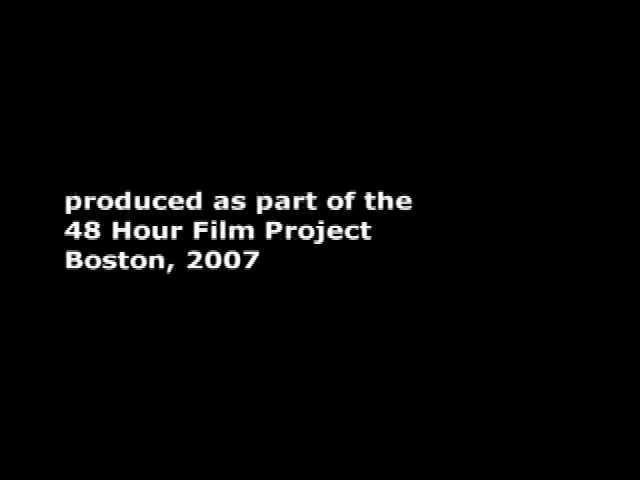 produced as part of the
48 Hour Film Project
Boston, 2007